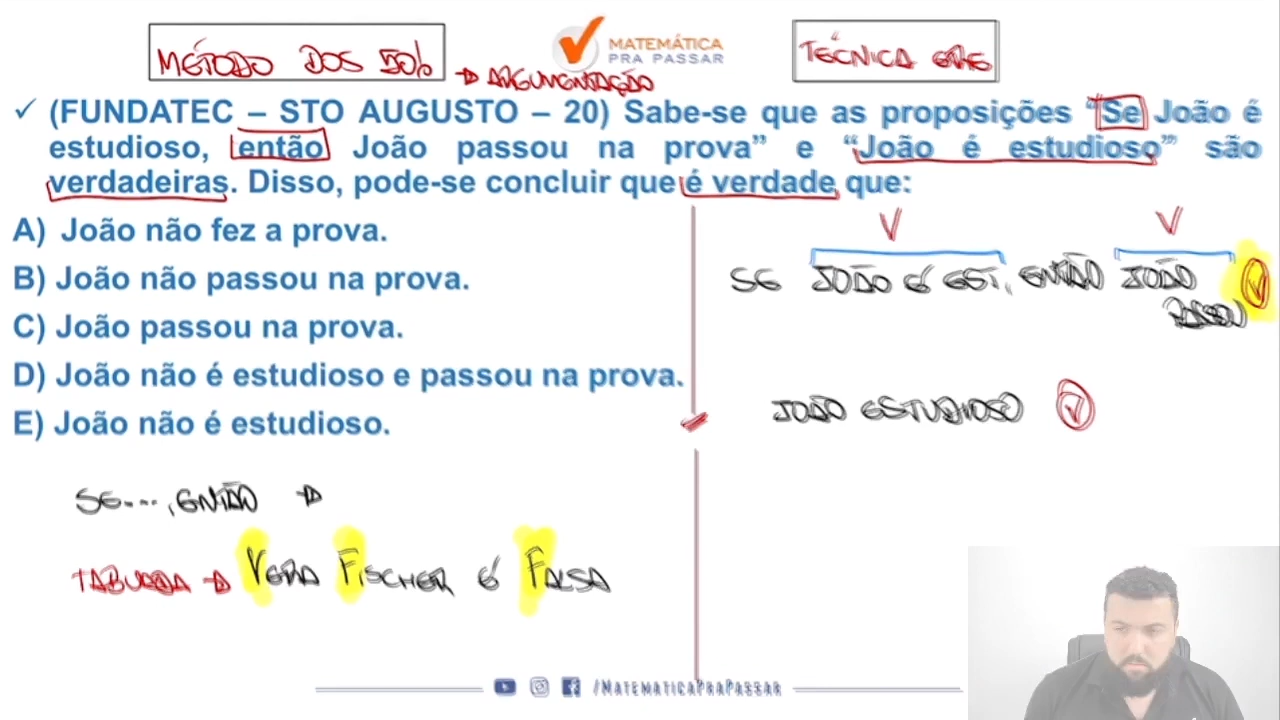 MÉTODO DOS 50% → ARGUMENTAÇÃO
MATEMÁTICA
PRA PASSAR
TÉCNICA
✓ (FUNDATEC – STO AUGUSTO – 20) Sabe-se que as proposições “Se João é
estudioso, então João passou na prova” e “João é estudioso” são
verdadeiras. Disso, pode-se concluir que é verdade que:
A) João não fez a prova.
B) João não passou na prova.
C) João passou na prova.
D) João não é estudioso e passou na prova.
E) João não é estudioso.
V V
SE JOÃO É EST, ENTÃO JOÃO V
PASSOU
JOÃO ESTUDIOSO V
SE...., ENTÃO →
TABUADA → VERA FISCHER É FALSA
/MATEMATICAPRAPASSAR